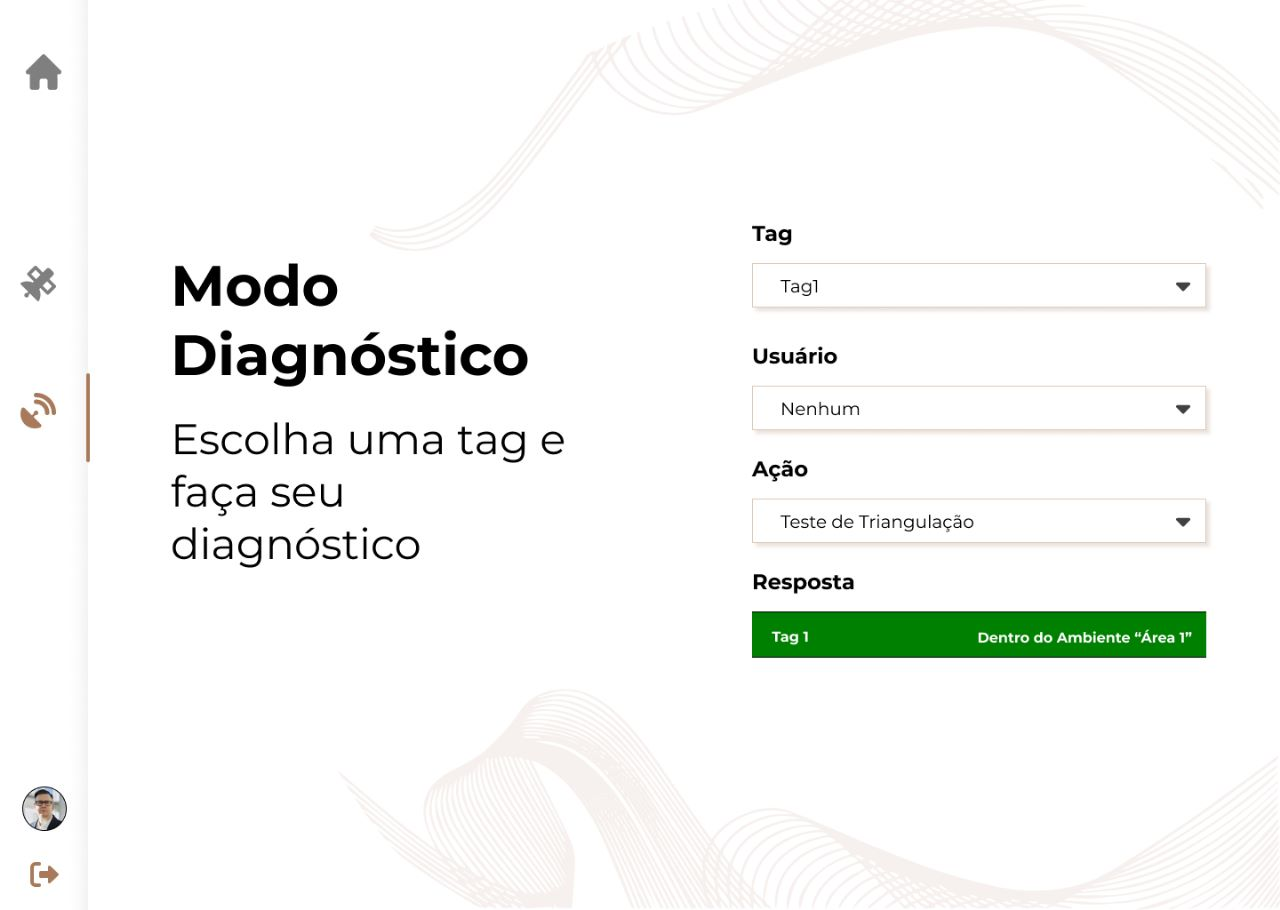 Modo
Diagnóstico
Escolha uma tag e
faça seu
diagnóstico
Tag
Tag1
Usuário
Nenhum
Ação
Teste de Triangulação
Resposta
Tag 1 Dentro do Ambiente “Área 1”